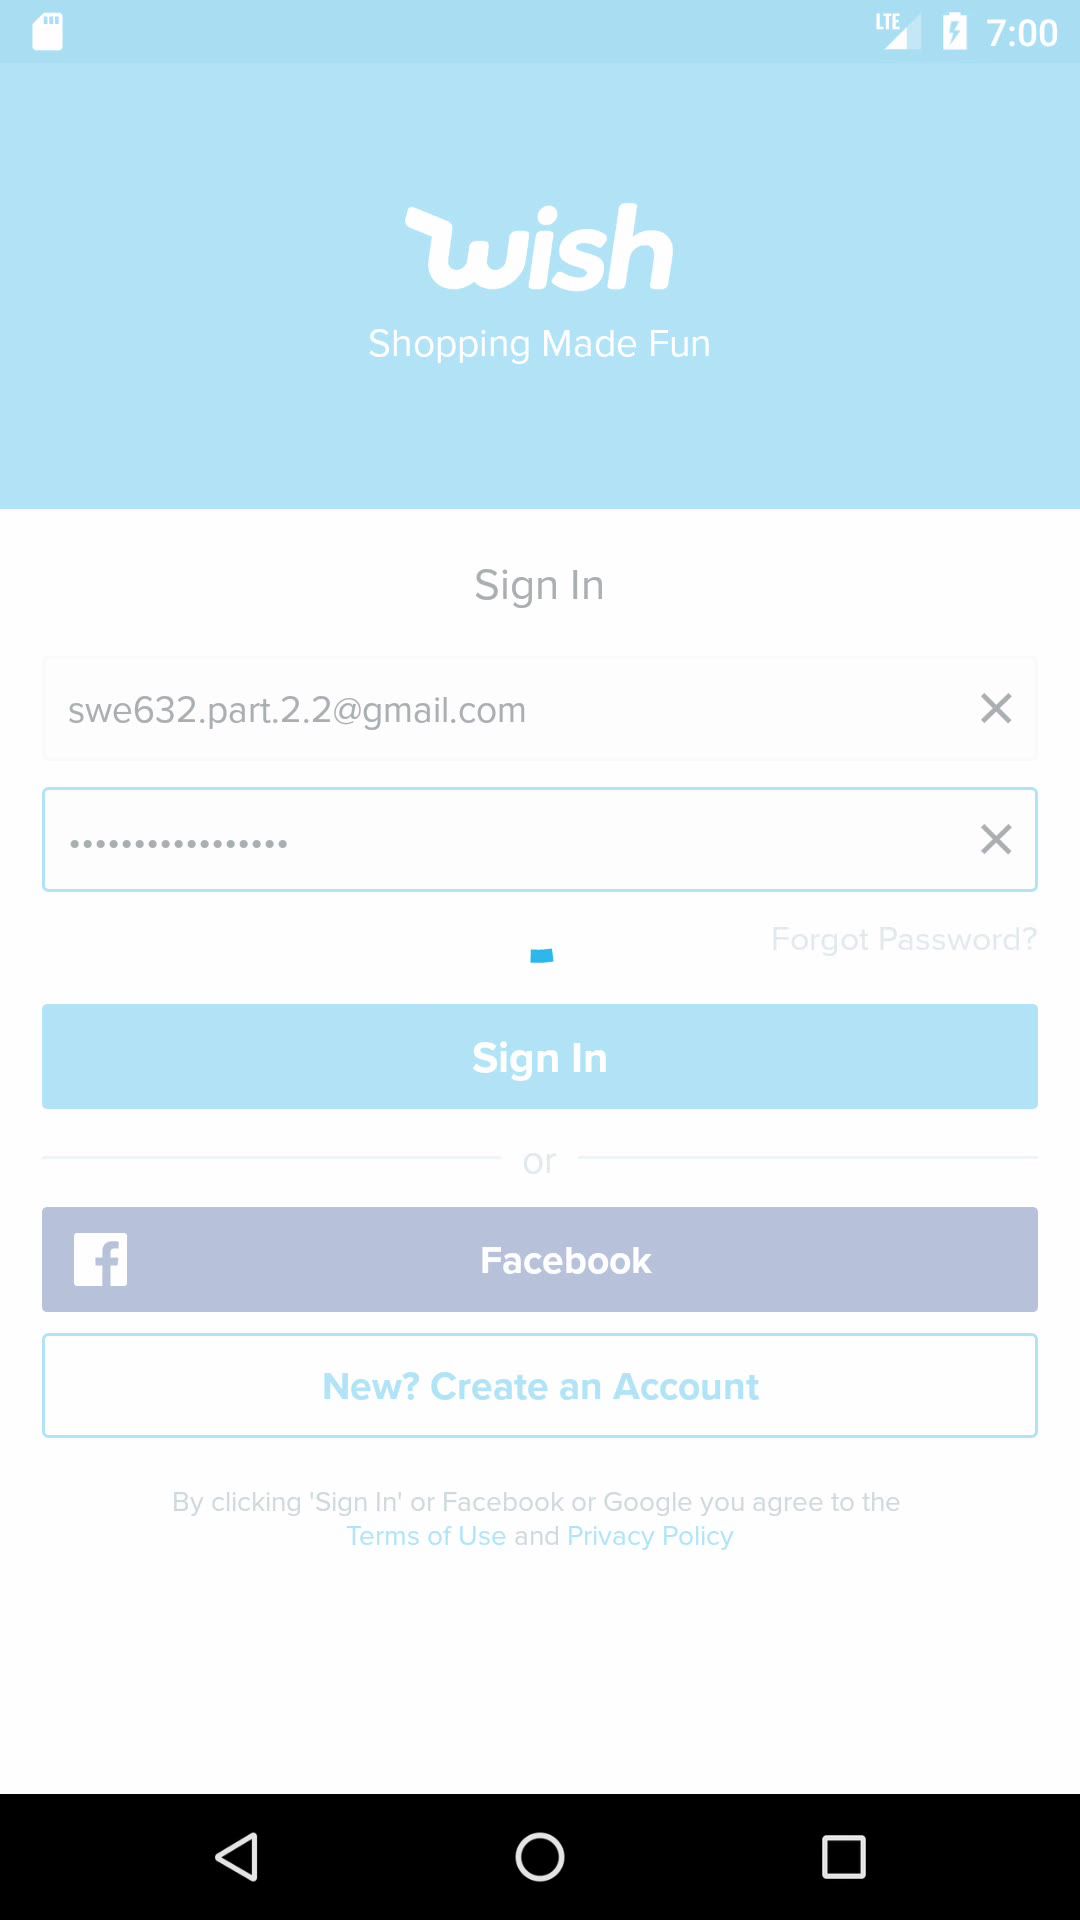 LTE 7:00
wish
Shopping Made Fun
Sign In
swe632.part.2.2@gmail.com
•••••••••••••••••
Forgot Password?
Sign In
or
Facebook
New? Create an Account
By clicking 'Sign In' or Facebook or Google you agree to the
Terms of Use and Privacy Policy